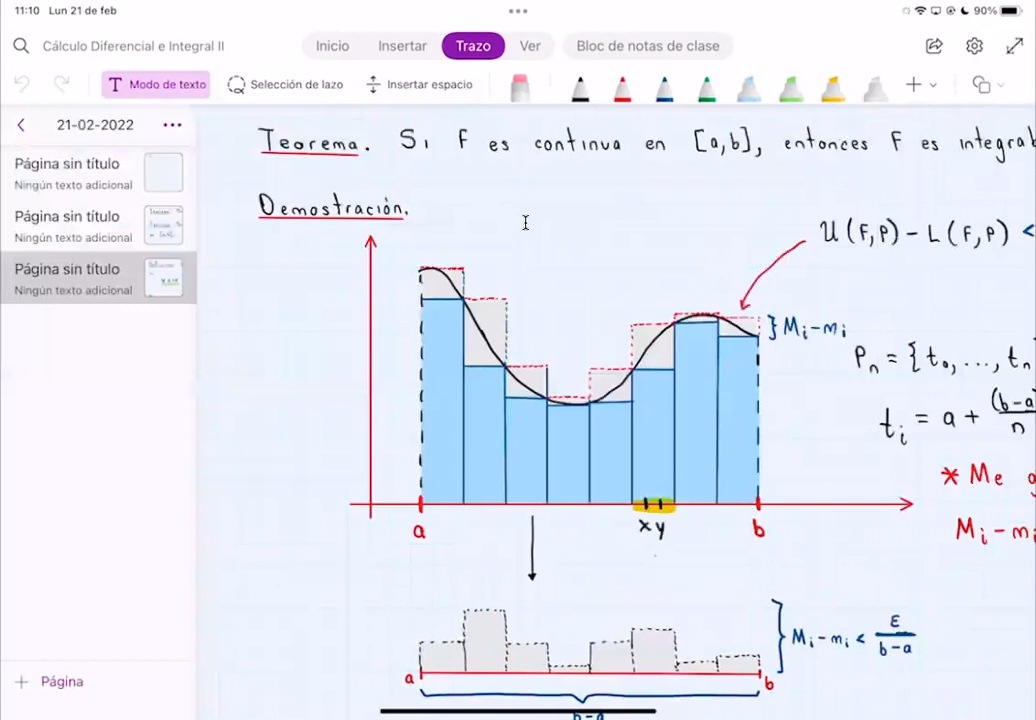 11:10 Lun 21 de feb
90%
Cálculo Diferencial e Integral II
Inicio Insertar Trazo Ver Bloc de notas de clase
Modo de texto Selección de lazo Insertar espacio
21-02-2022
Página sin título
Ningún texto adicional
Página sin título
Ningún texto adicional
Página sin título
Ningún texto adicional
Página
Teorema. Si F es continua en [a,b], entonces F es integrab
Demostración.
U(F,P) - L(F,P) <
} Mi - mi
Pn = {t0, ..., tn
ti = a + (b-a
n
* Me
Mi - mi
a x y b
Mi - mi < ε
b-a
a b
b-a